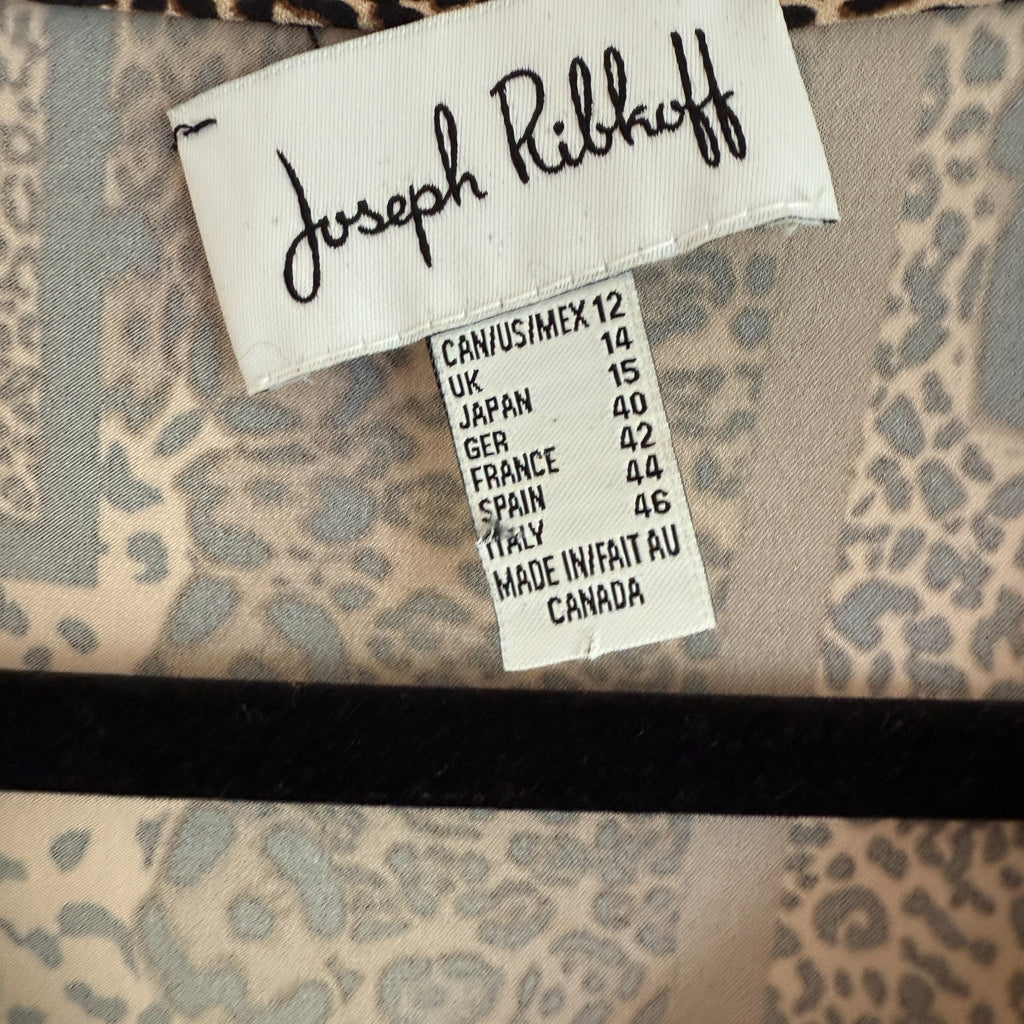 Joseph Ribkoff
CAN/US/MEX 12
UK 14
JAPAN 15
GER 40
FRANCE 42
SPAIN 44
ITALY 46
MADE IN/FAIT AU
CANADA